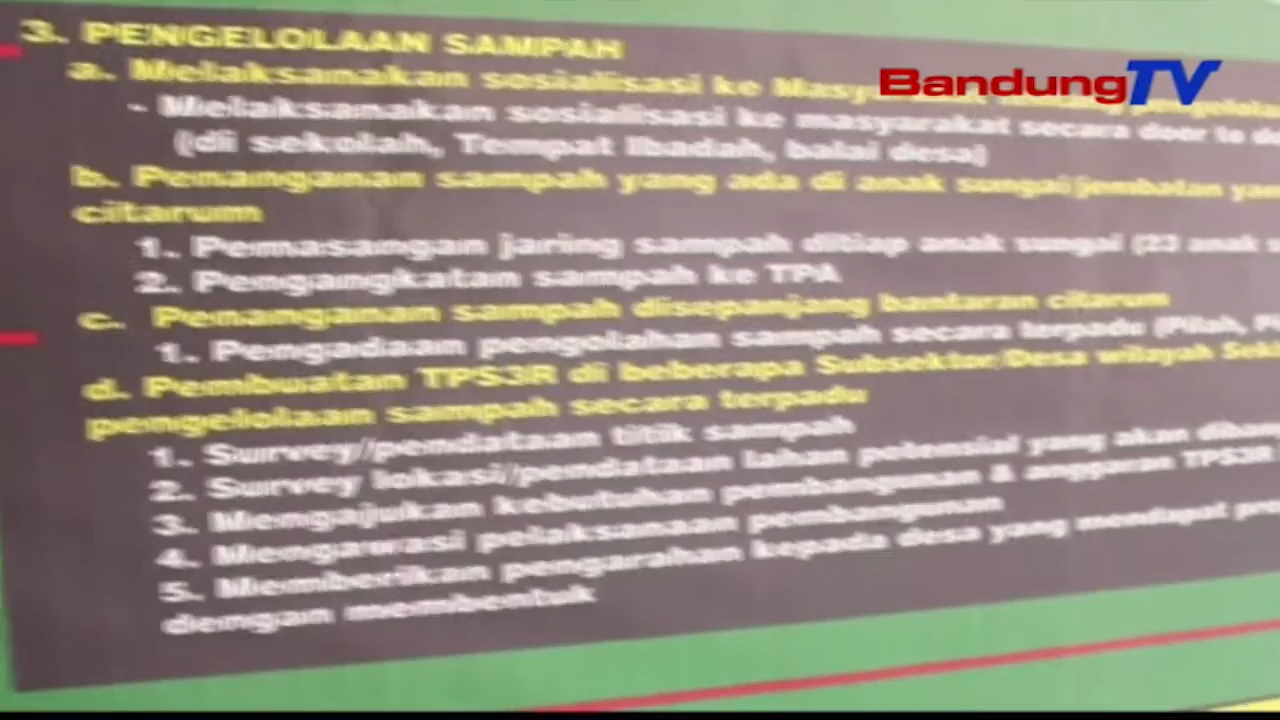 3. PENGELOLAAN SAMPAH
a. Melaksanakan sosialisasi ke
BandungTV
- Melaksanakan sosialisasi ke masyarakat secara door to
(di sekolah, Tempat Ibadah, balai desa)
b. Penanganan sampah yang ada di anak sungai/jembatan
citarum
1. Pemasangan jaring sampah ditiap anak sungai (23 anak
2. Pengangkatan sampah ke TPA
c. Penanganan sampah disepanjang bantaran citarum
1. Pengadaan pengolahan sampah secara terpadu (Pilah,
d. Pembuatan TPS3R di beberapa Subsektor/Desa wilayah
pengelolaan sampah secara terpadu
1. Survey/pendataan titik sampah
2. Survey lokasi/pendataan lahan potensial yang akan
3. Mengajukan kebutuhan pembangunan & anggaran TPS3R
4. Mengawasi pelaksanaan pembangunan
5. Memberikan pengarahan kepada desa yang mendapat
dengan membentuk